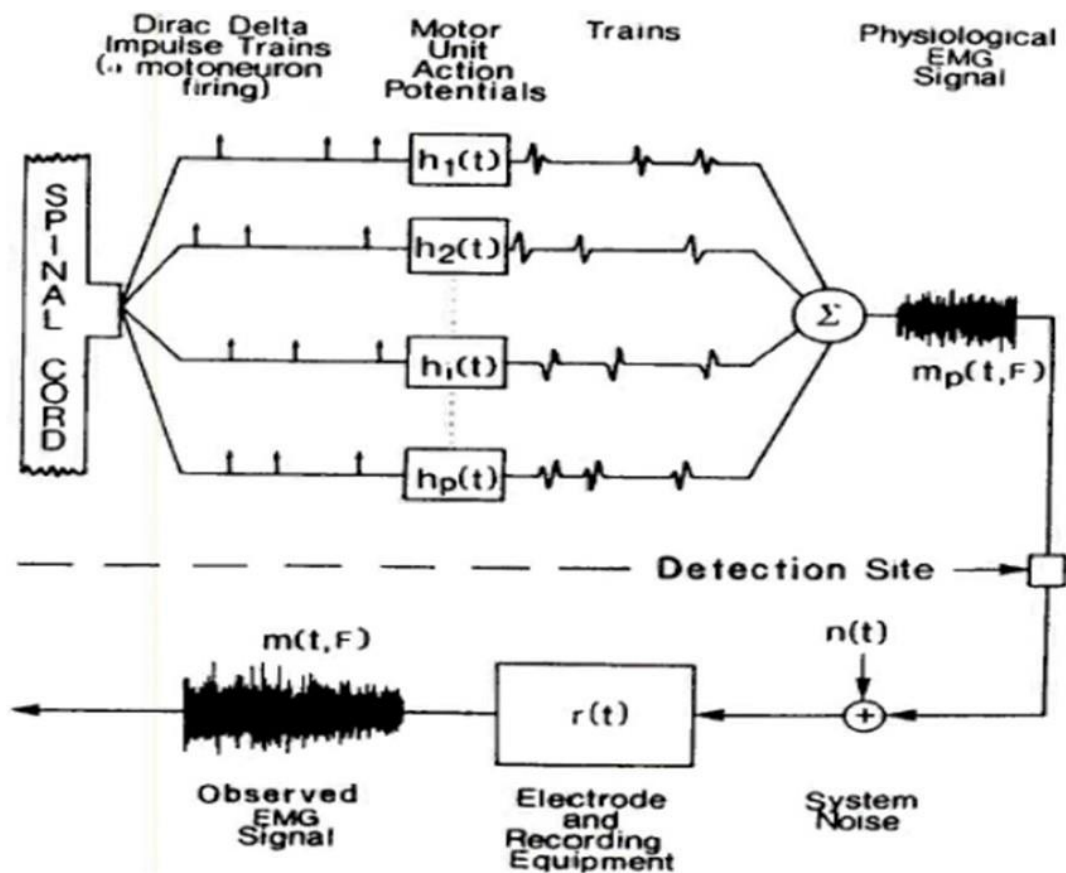 Dirac Delta
Impulse Trains
(α motoneuron
firing)
Motor
Unit
Action
Potentials
Trains
Physiological
EMG
Signal
SPINAL CORD
h1(t)
h2(t)
hi(t)
hp(t)
Σ
mp(t,F)
Detection Site
n(t)
+
r(t)
m(t,F)
Observed
EMG
Signal
Electrode
and
Recording
Equipment
System
Noise